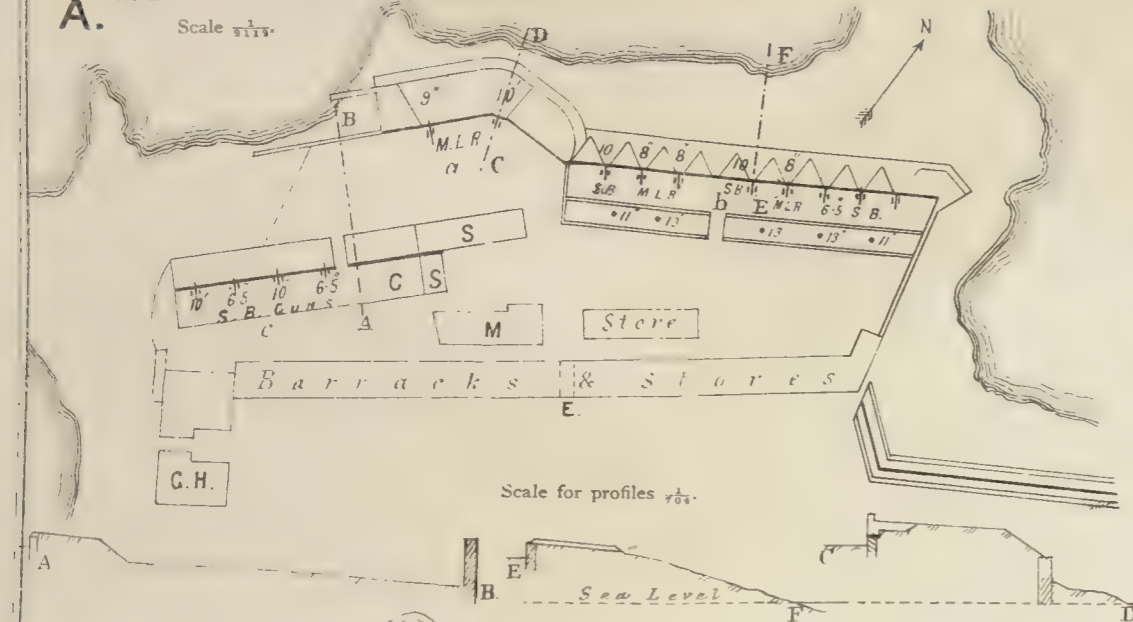 A.
Scale 1/2112.
D
F
N
B
9"
10"
M.L.R
a
C
10 8" 8" 10 8"
S.B M L R S B E M L R 6·5 S B.
b
•11" •13" •13 •13" •11"
S
C S
10" 6·5 10 6·5"
S. B. GUNS
c
A
M
Store
Barracks & Stores
E.
G.H.
Scale for profiles 1/704.
A
B.
E
Sea Level
F
C
D